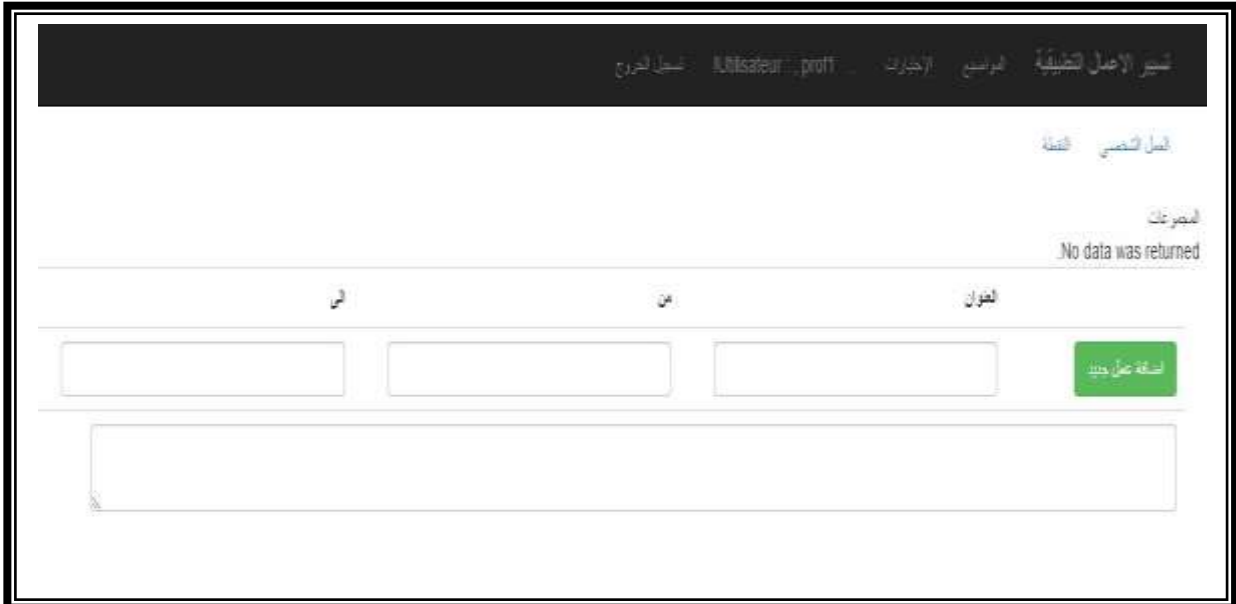 تسيير الاعمال التطبيقية المواضيع الإختبارات ... !Utilisateur : , prof1 تسجيل الخروج
العمل الشخصي النقطة
المجموعات
No data was returned.
العنوان من الى
اضافة عمل جديد